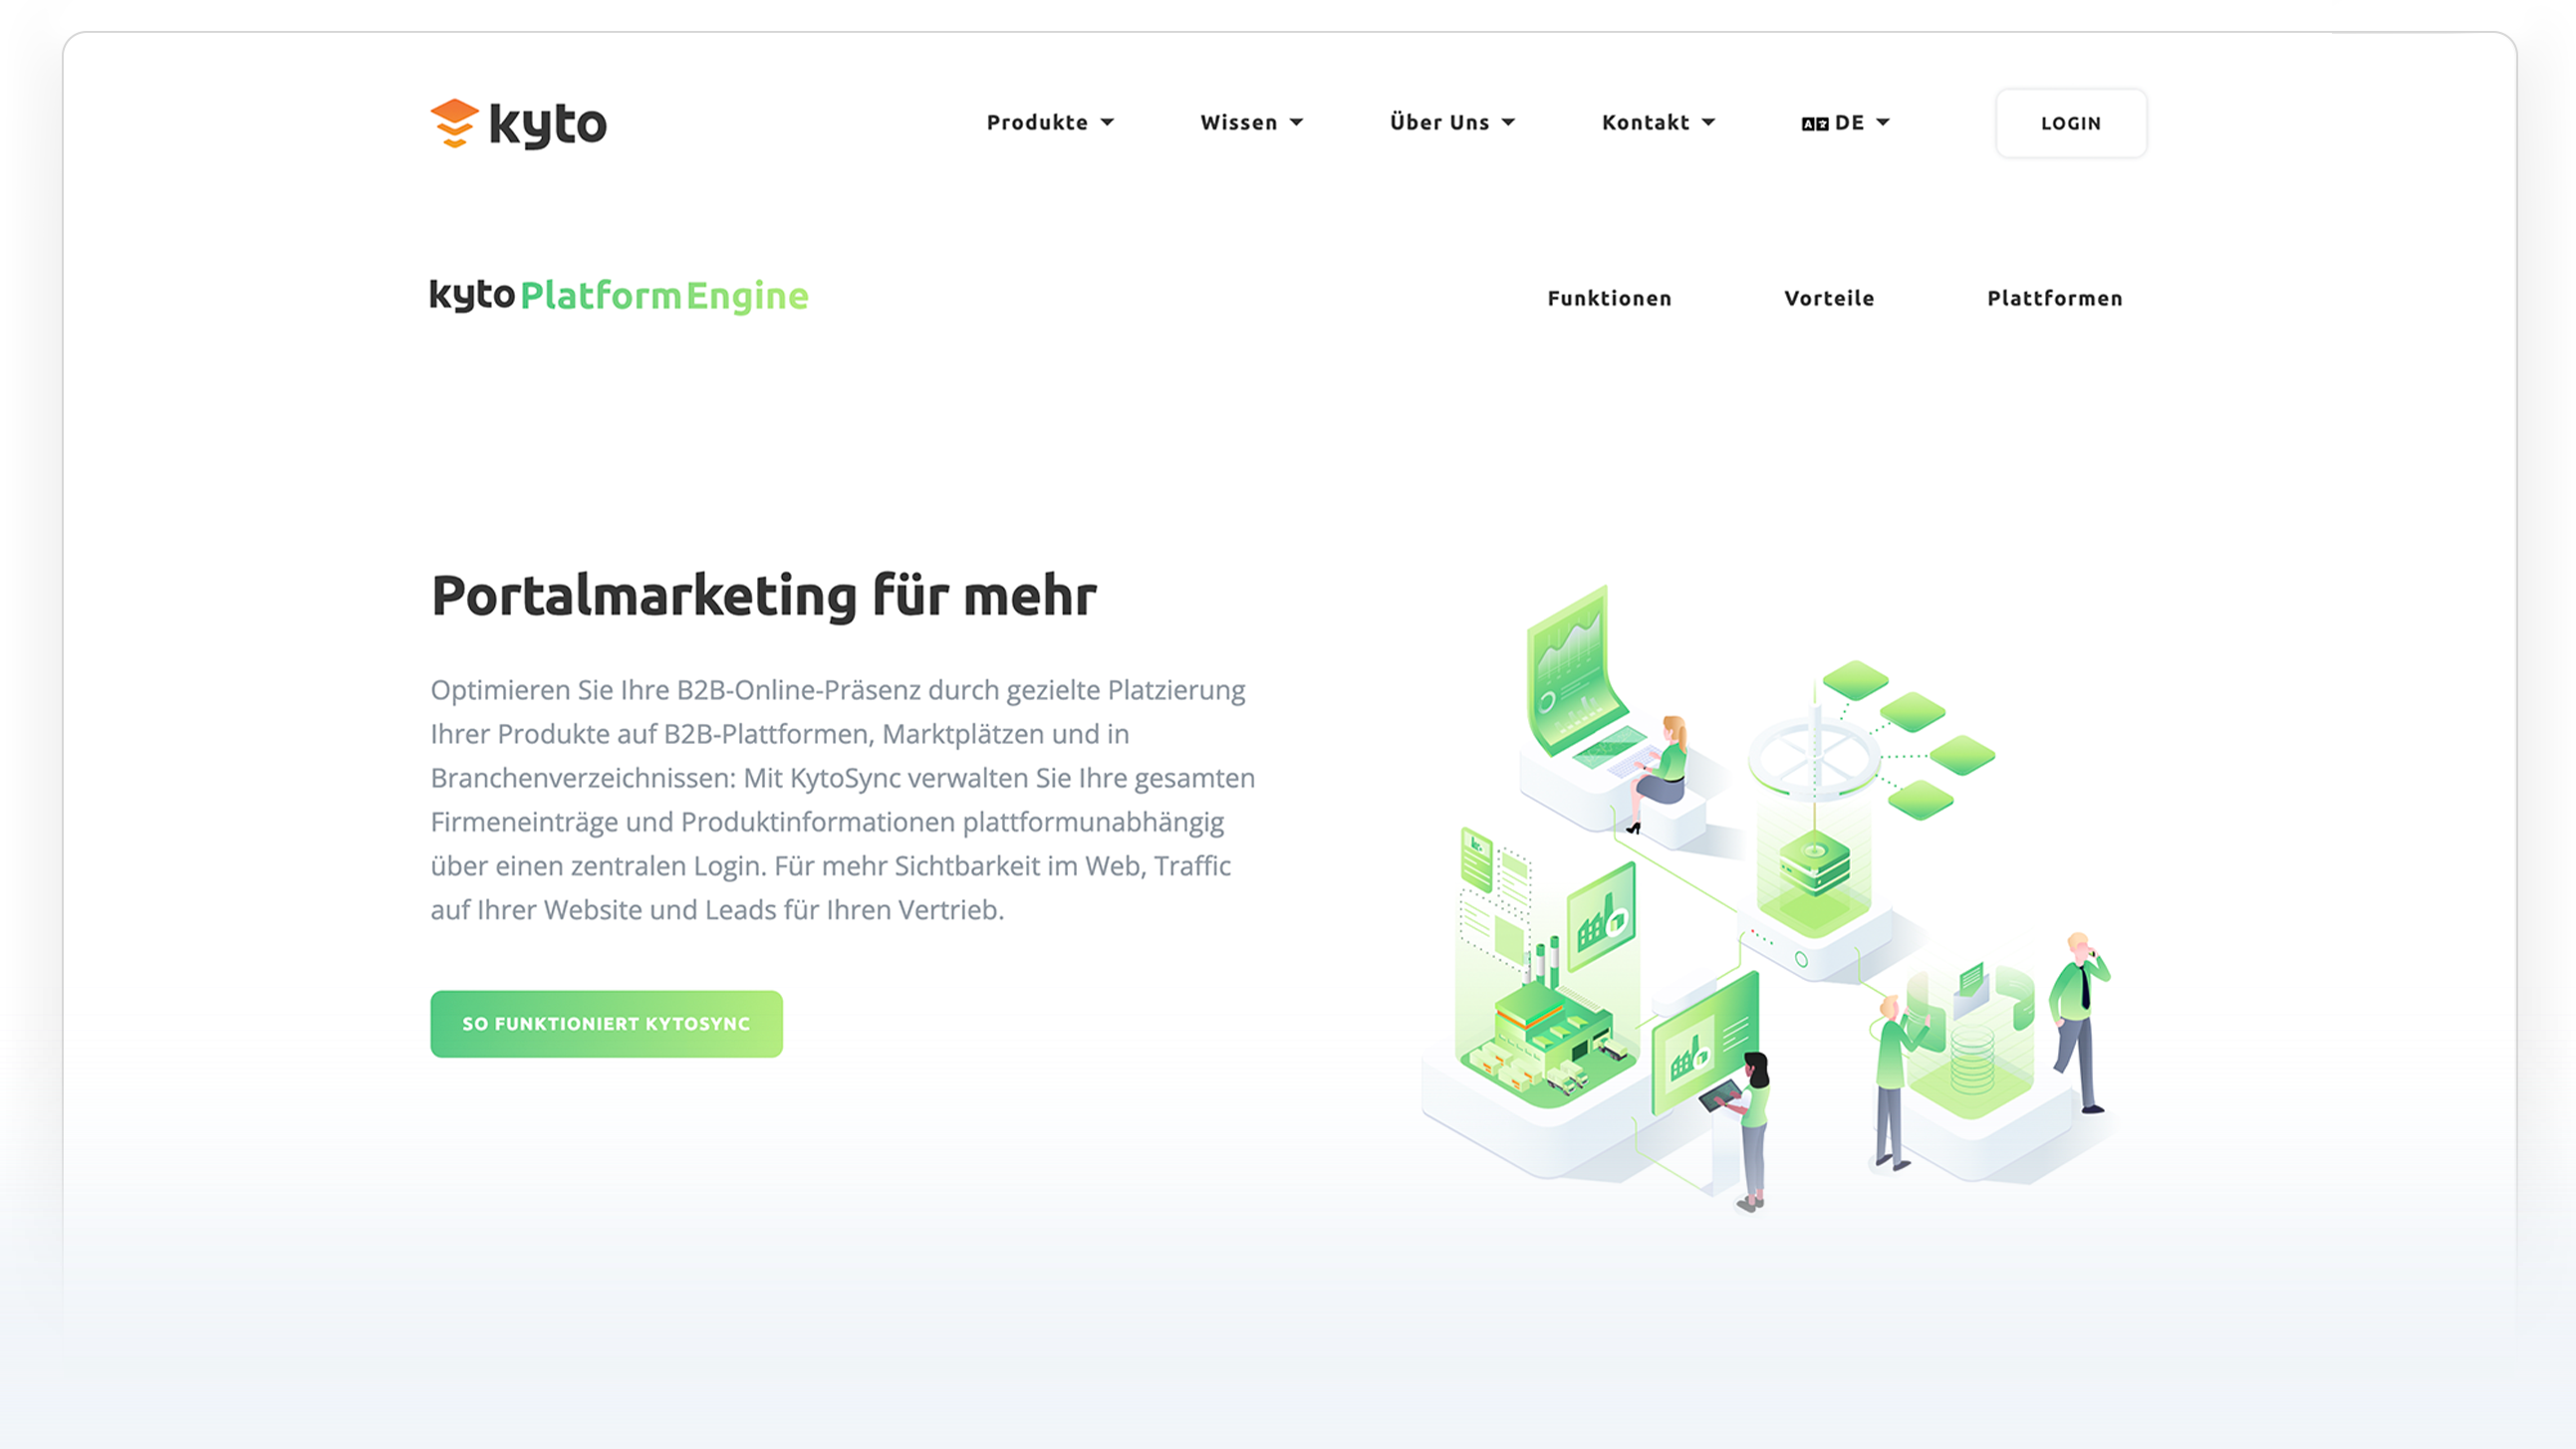 kyto
Produkte
Wissen
Über Uns
Kontakt
DE
LOGIN
kyto PlatformEngine
Funktionen
Vorteile
Plattformen
Portalmarketing für mehr
Optimieren Sie Ihre B2B-Online-Präsenz durch gezielte Platzierung
Ihrer Produkte auf B2B-Plattformen, Marktplätzen und in
Branchenverzeichnissen: Mit KytoSync verwalten Sie Ihre gesamten
Firmeneinträge und Produktinformationen plattformunabhängig
über einen zentralen Login. Für mehr Sichtbarkeit im Web, Traffic
auf Ihrer Website und Leads für Ihren Vertrieb.
SO FUNKTIONIERT KYTOSYNC